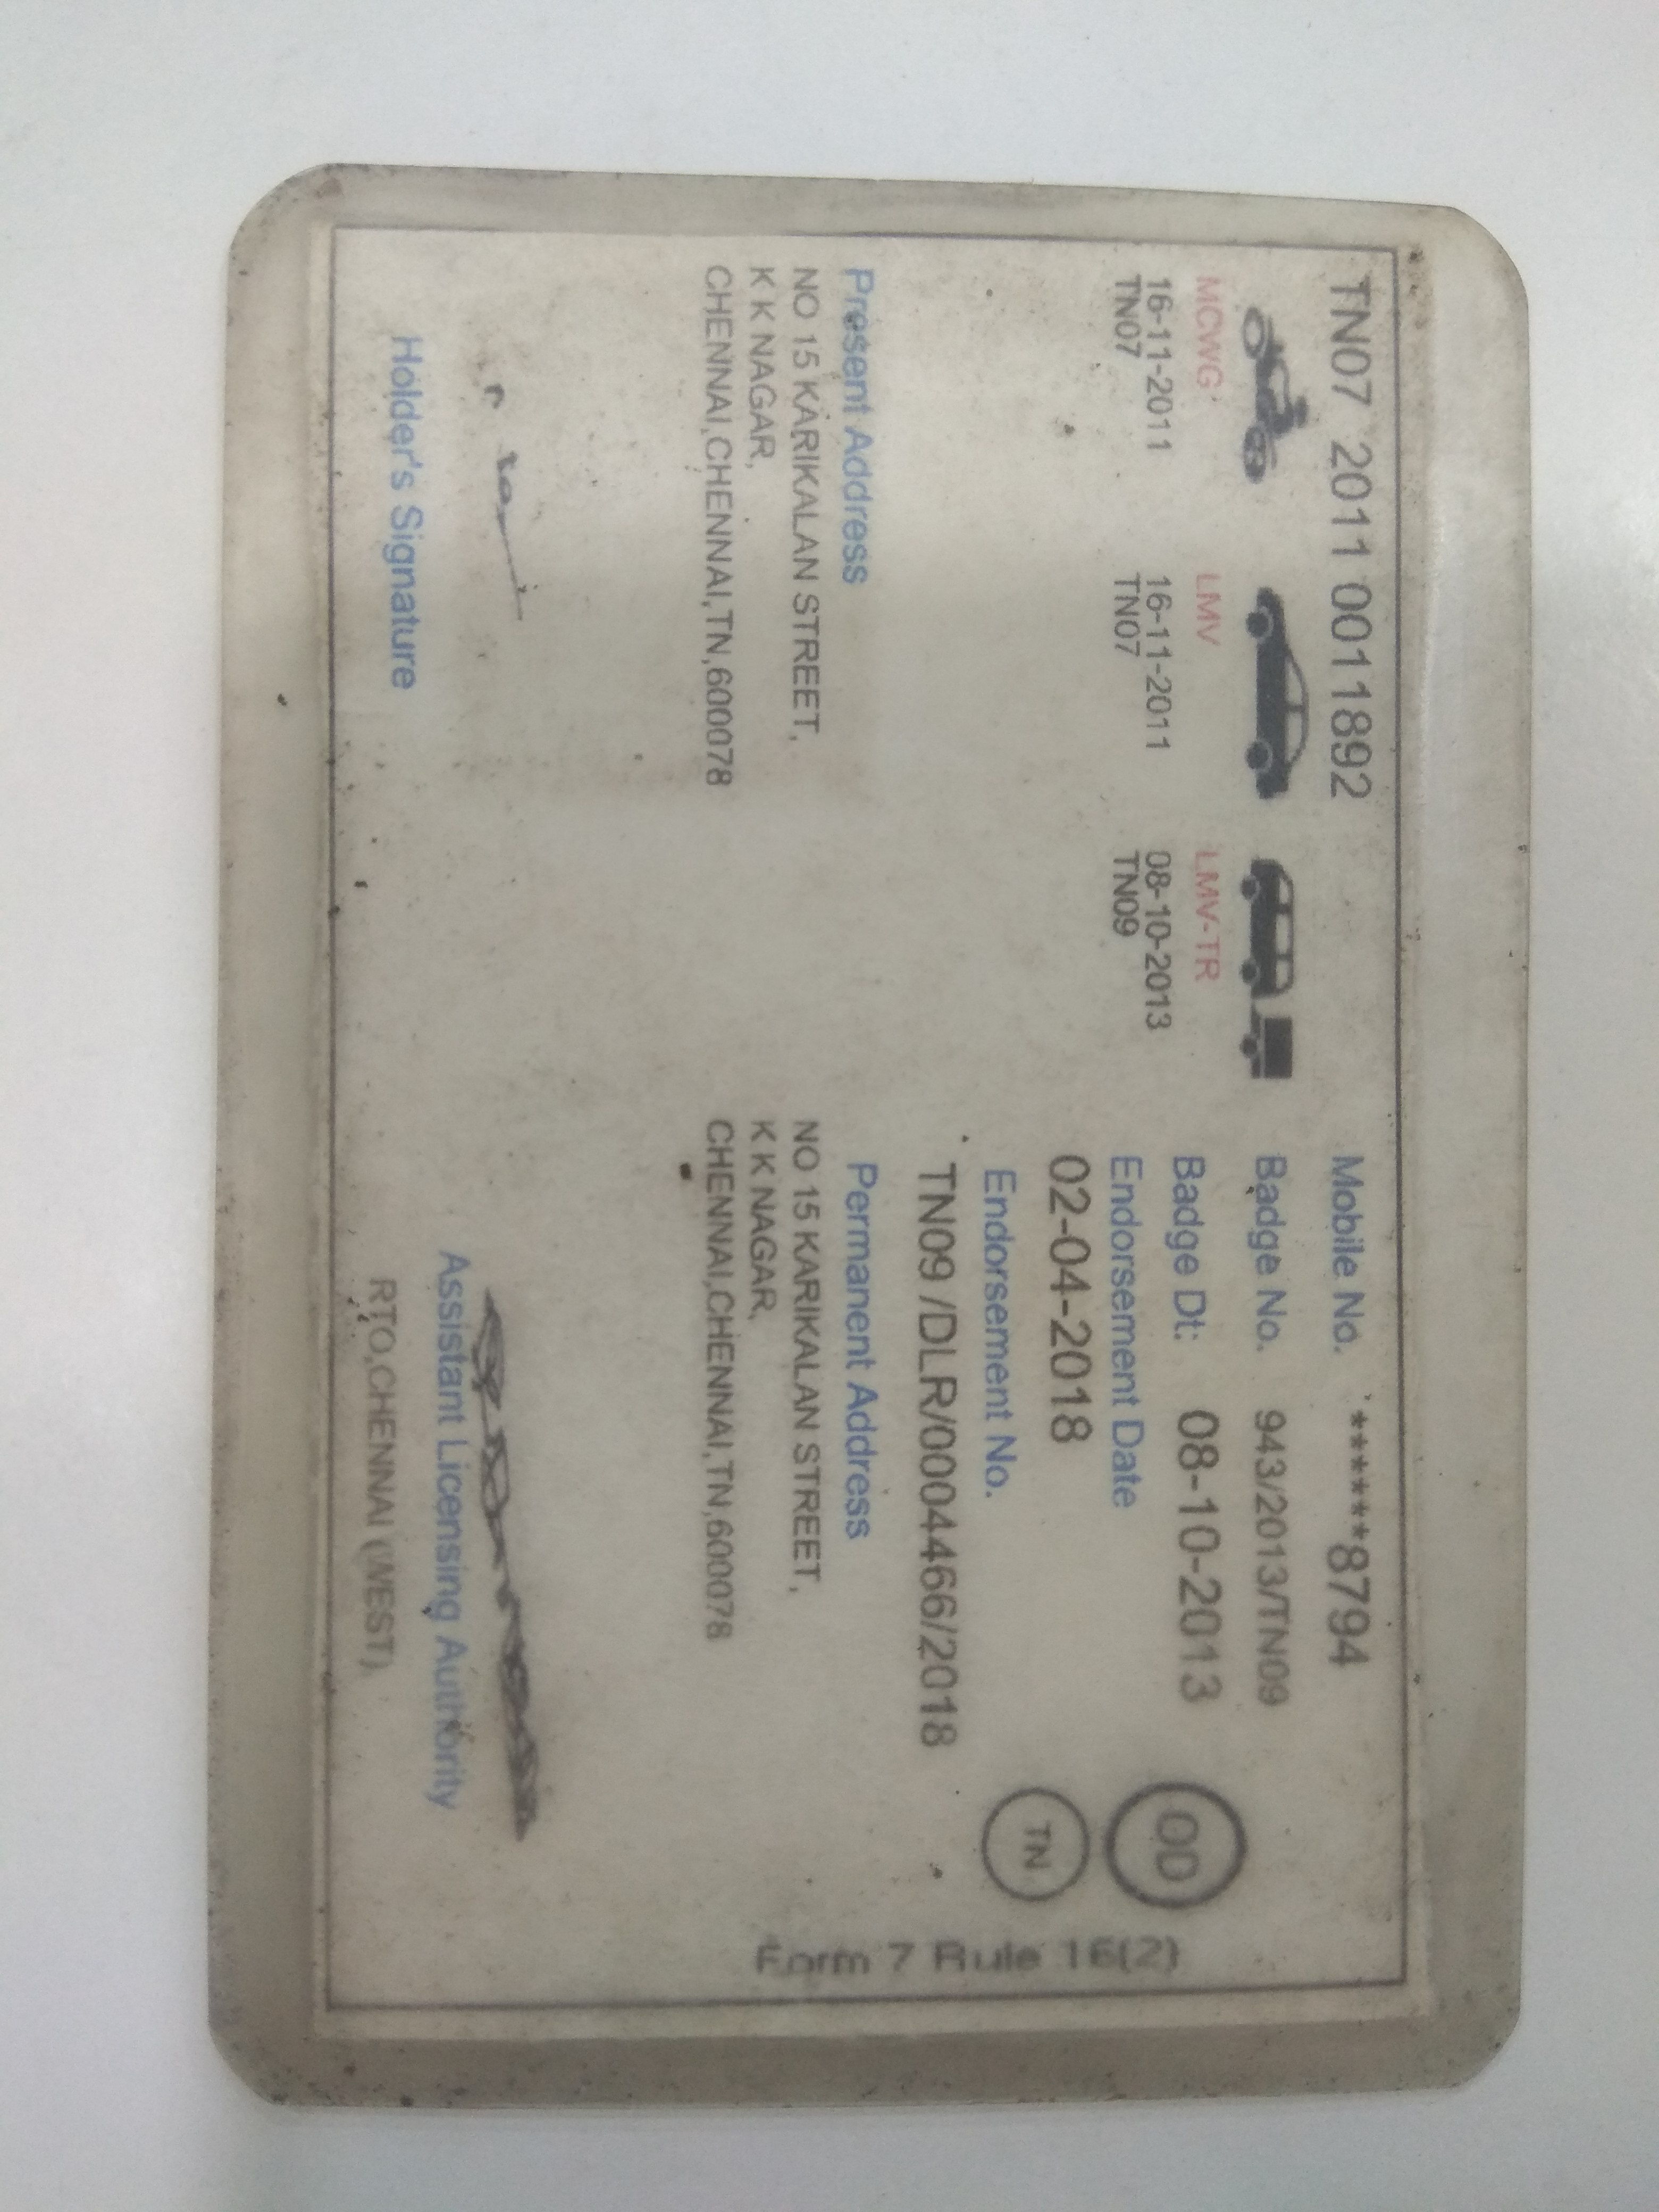 TN07 2011 0011892
Mobile No. *******8794
Badge No. 943/2013/TN09
MCWG LMV LMV-TR
Badge Dt: 08-10-2013
16-11-2011 16-11-2011 08-10-2013
TN07 TN07 TN09
Endorsement Date
02-04-2018
OD
Endorsement No.
TN
TN09 /DLR/0004466/2018
Form 7 Rule 16(2)
Present Address
NO 15 KARIKALAN STREET,
K K NAGAR,
CHENNAI,CHENNAI,TN,600078
Permanent Address
NO 15 KARIKALAN STREET,
K K NAGAR,
CHENNAI,CHENNAI,TN,600078
Holder's Signature
Assistant Licensing Authority
RTO,CHENNAI (WEST)